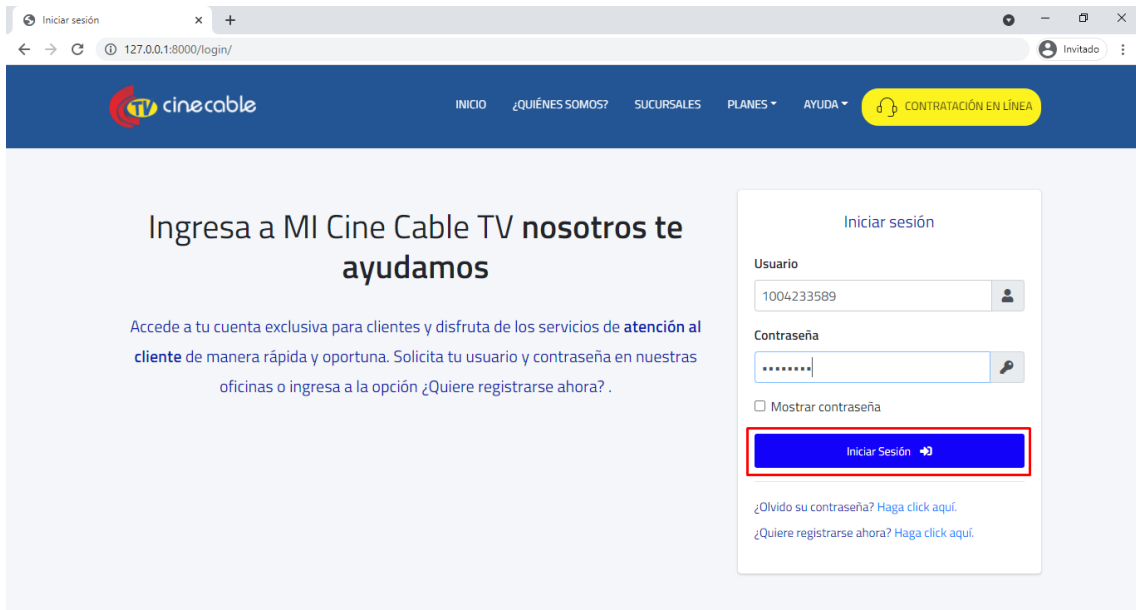 Iniciar sesión
127.0.0.1:8000/login/
Invitado
TV cinecable
INICIO ¿QUIÉNES SOMOS? SUCURSALES PLANES AYUDA CONTRATACIÓN EN LÍNEA
Ingresa a MI Cine Cable TV nosotros te
ayudamos
Accede a tu cuenta exclusiva para clientes y disfruta de los servicios de atención al
cliente de manera rápida y oportuna. Solicita tu usuario y contraseña en nuestras
oficinas o ingresa a la opción ¿Quiere registrarse ahora? .
Iniciar sesión
Usuario
1004233589
Contraseña
••••••••
Mostrar contraseña
Iniciar Sesión
¿Olvido su contraseña? Haga click aquí.
¿Quiere registrarse ahora? Haga click aquí.